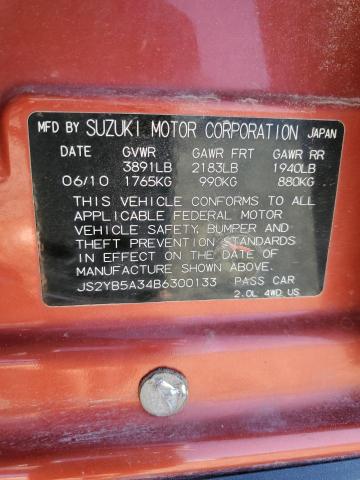 MFD BY SUZUKI MOTOR CORPORATION JAPAN
DATE GVWR GAWR FRT GAWR RR
3891LB 2183LB 1940LB
06/10 1765KG 990KG 880KG
THIS VEHICLE CONFORMS TO ALL
APPLICABLE FEDERAL MOTOR
VEHICLE SAFETY, BUMPER AND
THEFT PREVENTION STANDARDS
IN EFFECT ON THE DATE OF
MANUFACTURE SHOWN ABOVE.
JS2YB5A34B6300133 PASS CAR
2.0L 4WD US